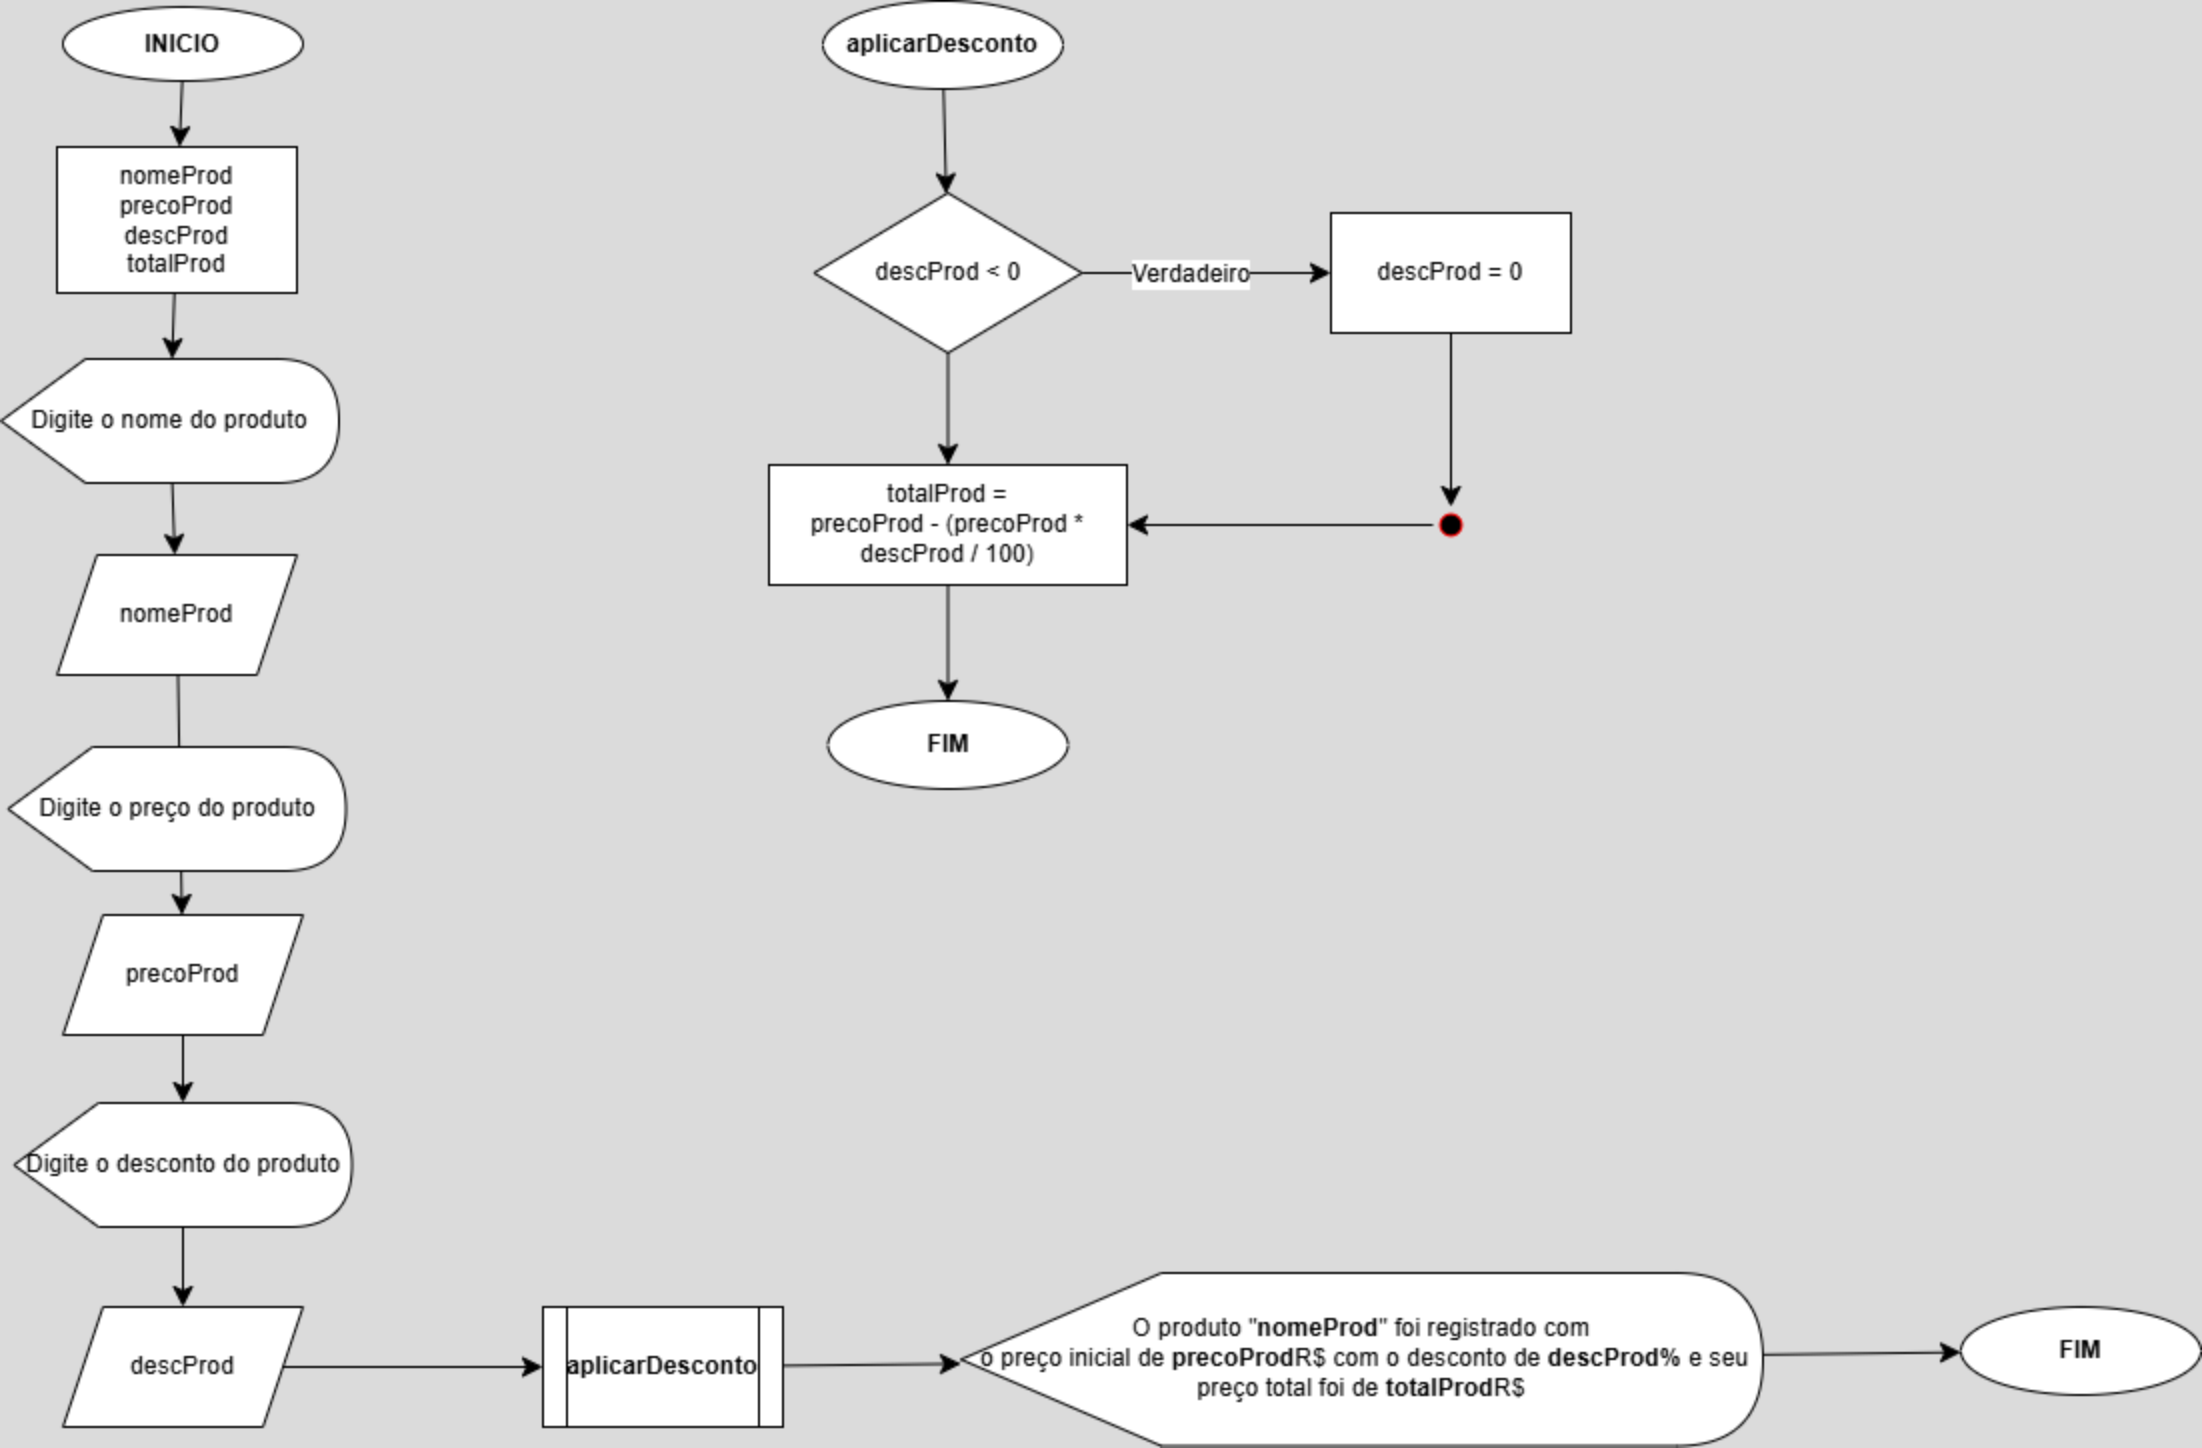 INICIO
nomeProd
precoProd
descProd
totalProd
Digite o nome do produto
nomeProd
Digite o preço do produto
precoProd
Digite o desconto do produto
descProd
aplicarDesconto
O produto "nomeProd" foi registrado com
o preço inicial de precoProdR$ com o desconto de descProd% e seu
preço total foi de totalProdR$
FIM
aplicarDesconto
descProd < 0
Verdadeiro
descProd = 0
totalProd =
precoProd - (precoProd *
descProd / 100)
FIM